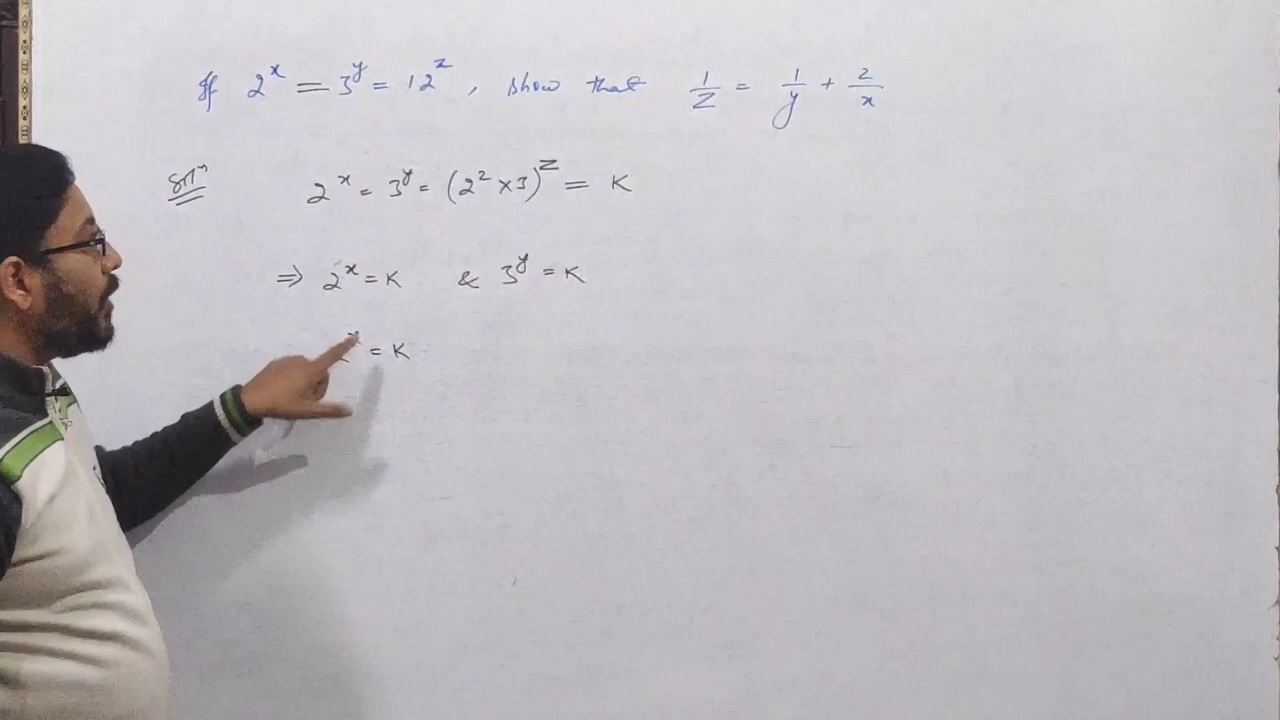 If 2^x = 3^y = 12^z, show that 1/z = 1/y + 2/x
Sol^n 2^x = 3^y = (2^2 × 3)^z = K
⇒ 2^x = K & 3^y = K
^x = K